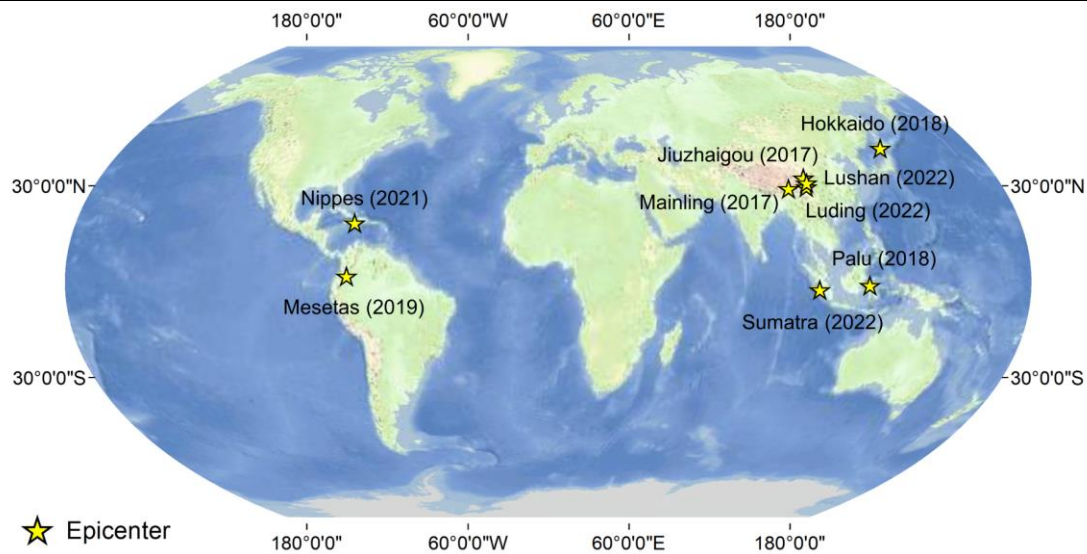 180°0'0" 60°0'0"W 60°0'0"E 180°0'0"
Hokkaido (2018)
Jiuzhaigou (2017)
30°0'0"N Lushan (2022) 30°0'0"N
Nippes (2021) Mainling (2017)
Luding (2022)
Palu (2018)
Mesetas (2019)
Sumatra (2022)
30°0'0"S 30°0'0"S
Epicenter
180°0'0" 60°0'0"W 60°0'0"E 180°0'0"